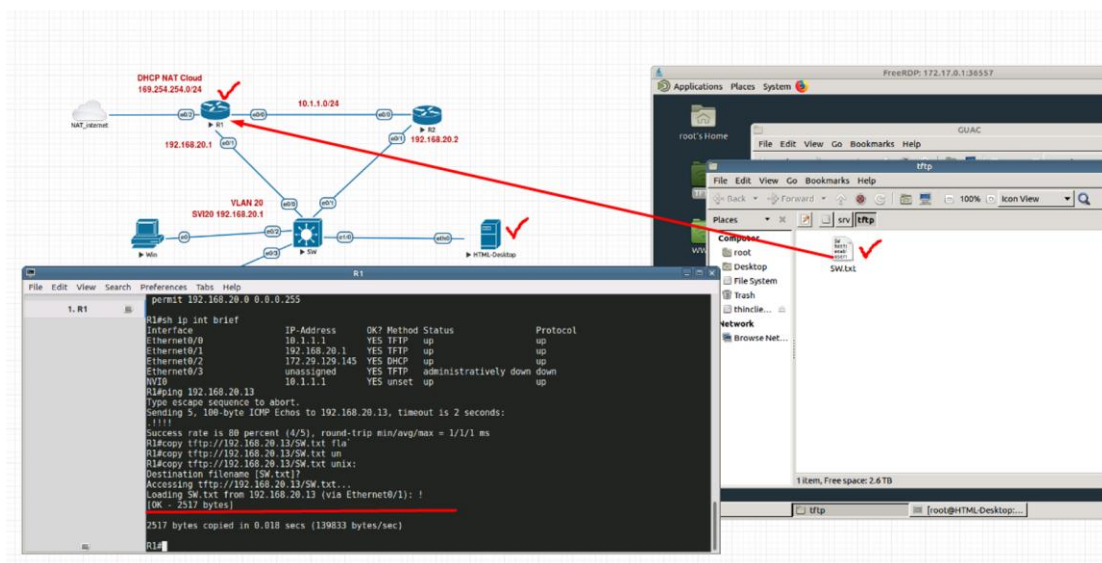 DHCP NAT Cloud
169.254.254.0/24
NAT_internet
e0/2
R1
e0/0
10.1.1.0/24
e0/0
R2
192.168.20.1
e0/1
e0/1
192.168.20.2
VLAN 20
SVI20 192.168.20.1
e0/0
e0/1
e0
e0/2
e0/3
Win
SW
e1/0
eth0
HTML-Desktop
R1
File Edit View Search Preferences Tabs Help
1. R1
permit 192.168.20.0 0.0.0.255
R1#sh ip int brief
Interface IP-Address OK? Method Status Protocol
Ethernet0/0 10.1.1.1 YES TFTP up up
Ethernet0/1 192.168.20.1 YES TFTP up up
Ethernet0/2 172.29.129.145 YES DHCP up up
Ethernet0/3 unassigned YES TFTP administratively down down
NVI0 10.1.1.1 YES unset up up
R1#ping 192.168.20.13
Type escape sequence to abort.
Sending 5, 100-byte ICMP Echos to 192.168.20.13, timeout is 2 seconds:
.!!!!
Success rate is 80 percent (4/5), round-trip min/avg/max = 1/1/1 ms
R1#copy tftp://192.168.20.13/SW.txt fla`
R1#copy tftp://192.168.20.13/SW.txt un
R1#copy tftp://192.168.20.13/SW.txt unix:
Destination filename [SW.txt]?
Accessing tftp://192.168.20.13/SW.txt...
Loading SW.txt from 192.168.20.13 (via Ethernet0/1): !
[OK - 2517 bytes]
2517 bytes copied in 0.018 secs (139833 bytes/sec)
R1#
FreeRDP: 172.17.0.1:36557
Applications Places System
root's Home
GUAC
File Edit View Go Bookmarks Help
tftp
File Edit View Go Bookmarks Help
Back Forward 100% Icon View
Places
srv tftp
Computer
root
Desktop
File System
Trash
thinclie...
Network
Browse Net...
SW.txt
1 item, Free space: 2.6 TB
tftp
[root@HTML-Desktop:...